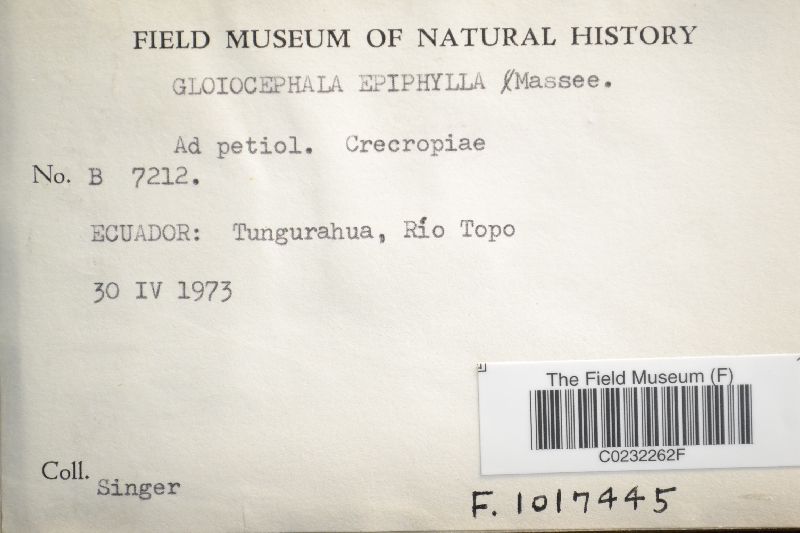 FIELD MUSEUM OF NATURAL HISTORY
GLOIOCEPHALA EPIPHYLLA Massee.
Ad petiol. Crecropiae
No. B 7212.
ECUADOR: Tungurahua, Río Topo
30 IV 1973
The Field Museum (F)
C0232262F
Coll. Singer
F. 1017445